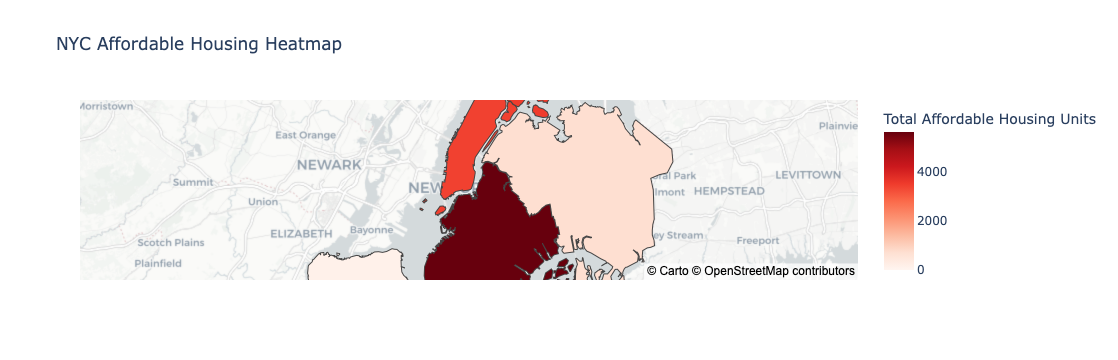 NYC Affordable Housing Heatmap
Morristown
East Orange
NEWARK
Summit
Union
NEW
ELIZABETH
Bayonne
Scotch Plains
Plainfield
Plainvie
ral Park
lmont
HEMPSTEAD
LEVITTOWN
ey Stream
Freeport
© Carto © OpenStreetMap contributors
Total Affordable Housing Units
4000
2000
0